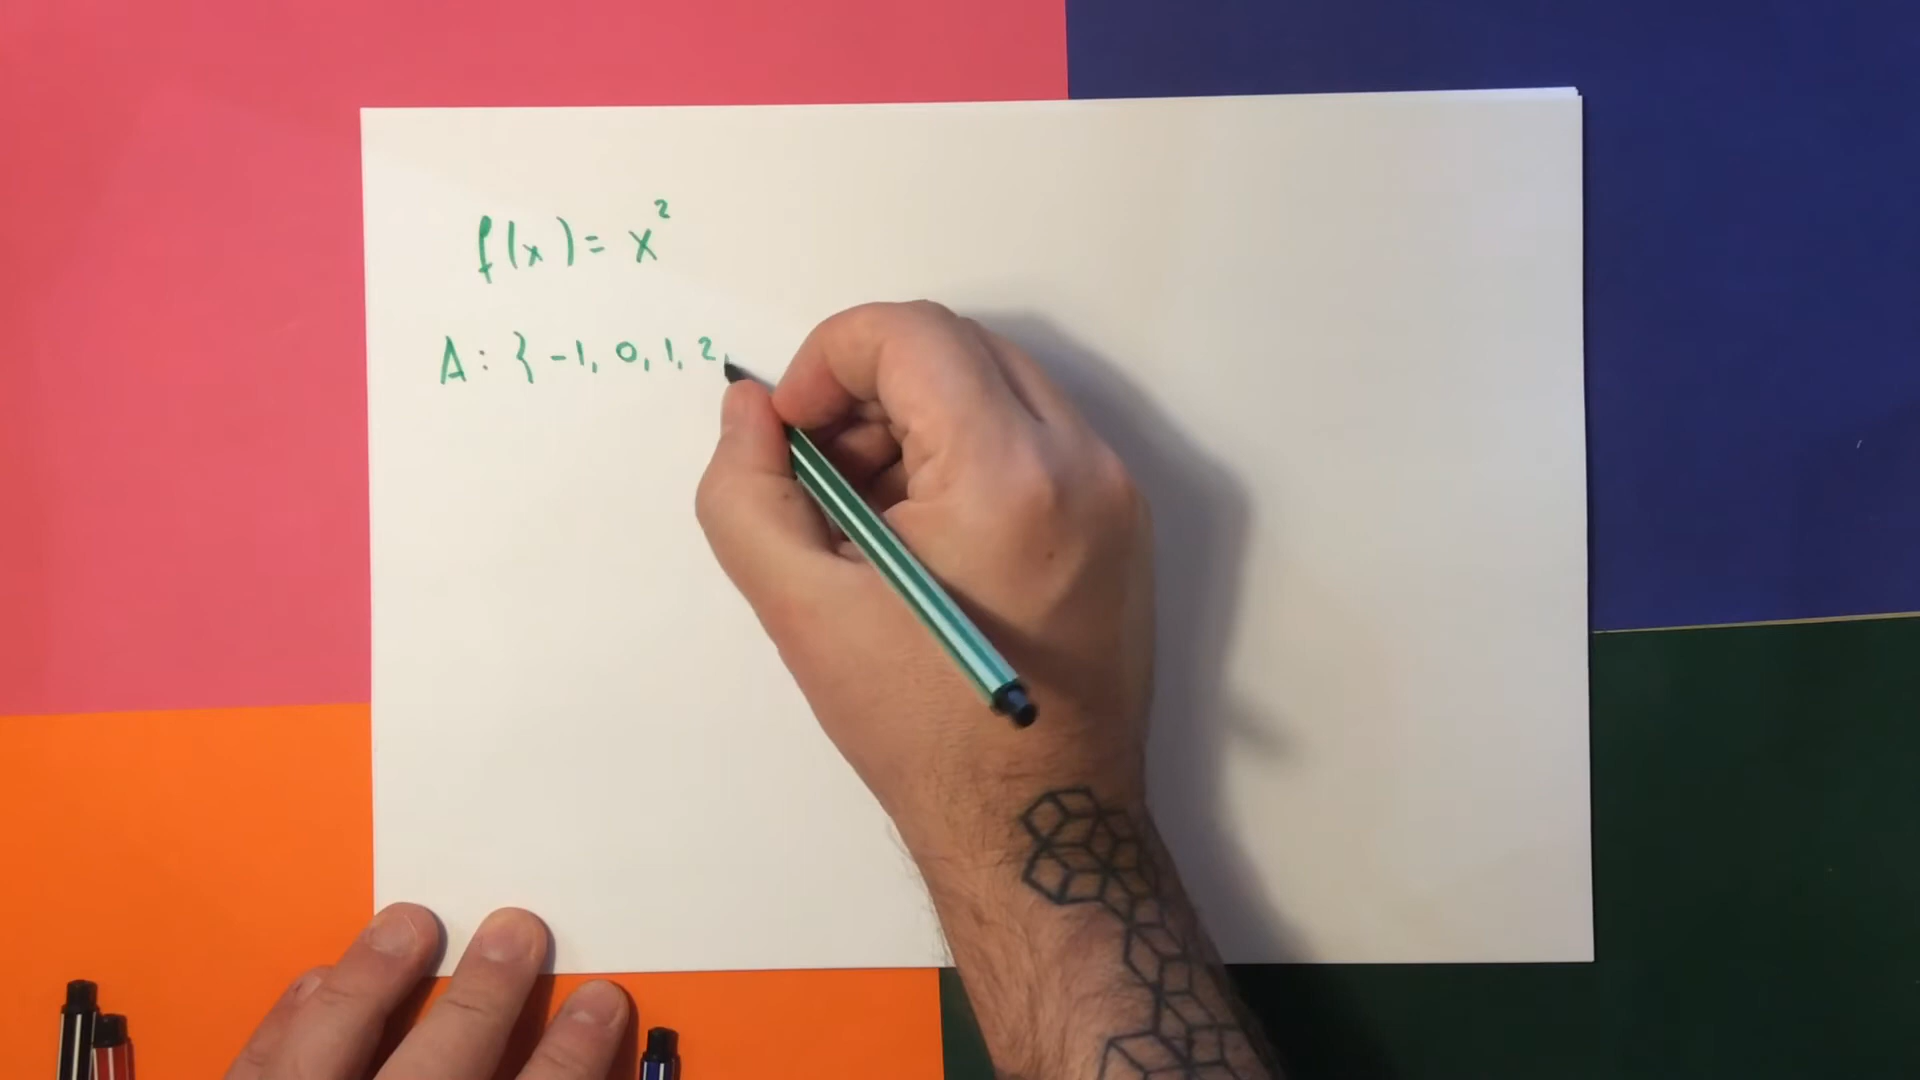 f(x) = x²
A: { -1, 0, 1, 2,